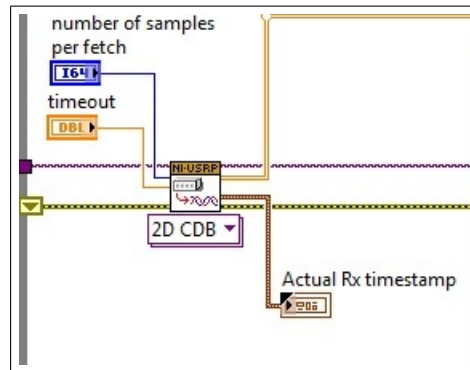 number of samples
per fetch
I64
timeout
DBL
NI-USRP
2D CDB
Actual Rx timestamp